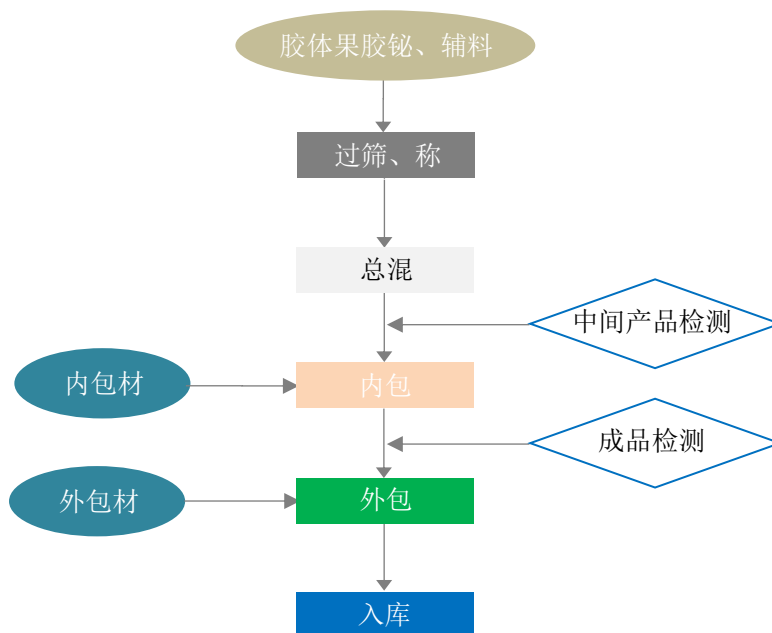 胶体果胶铋、辅料
过筛、称
总混
中间产品检测
内包材
内包
成品检测
外包材
外包
入库